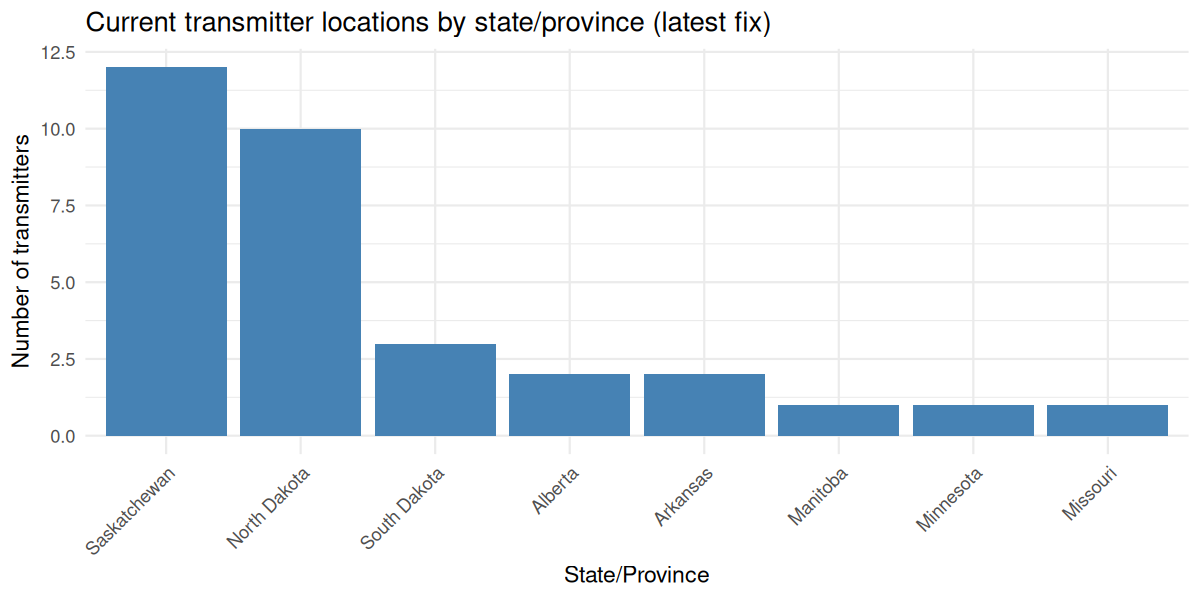 Current transmitter locations by state/province (latest fix)
Number of transmitters
12.5
10.0
7.5
5.0
2.5
0.0
Saskatchewan
North Dakota
South Dakota
Alberta
Arkansas
Manitoba
Minnesota
Missouri
State/Province